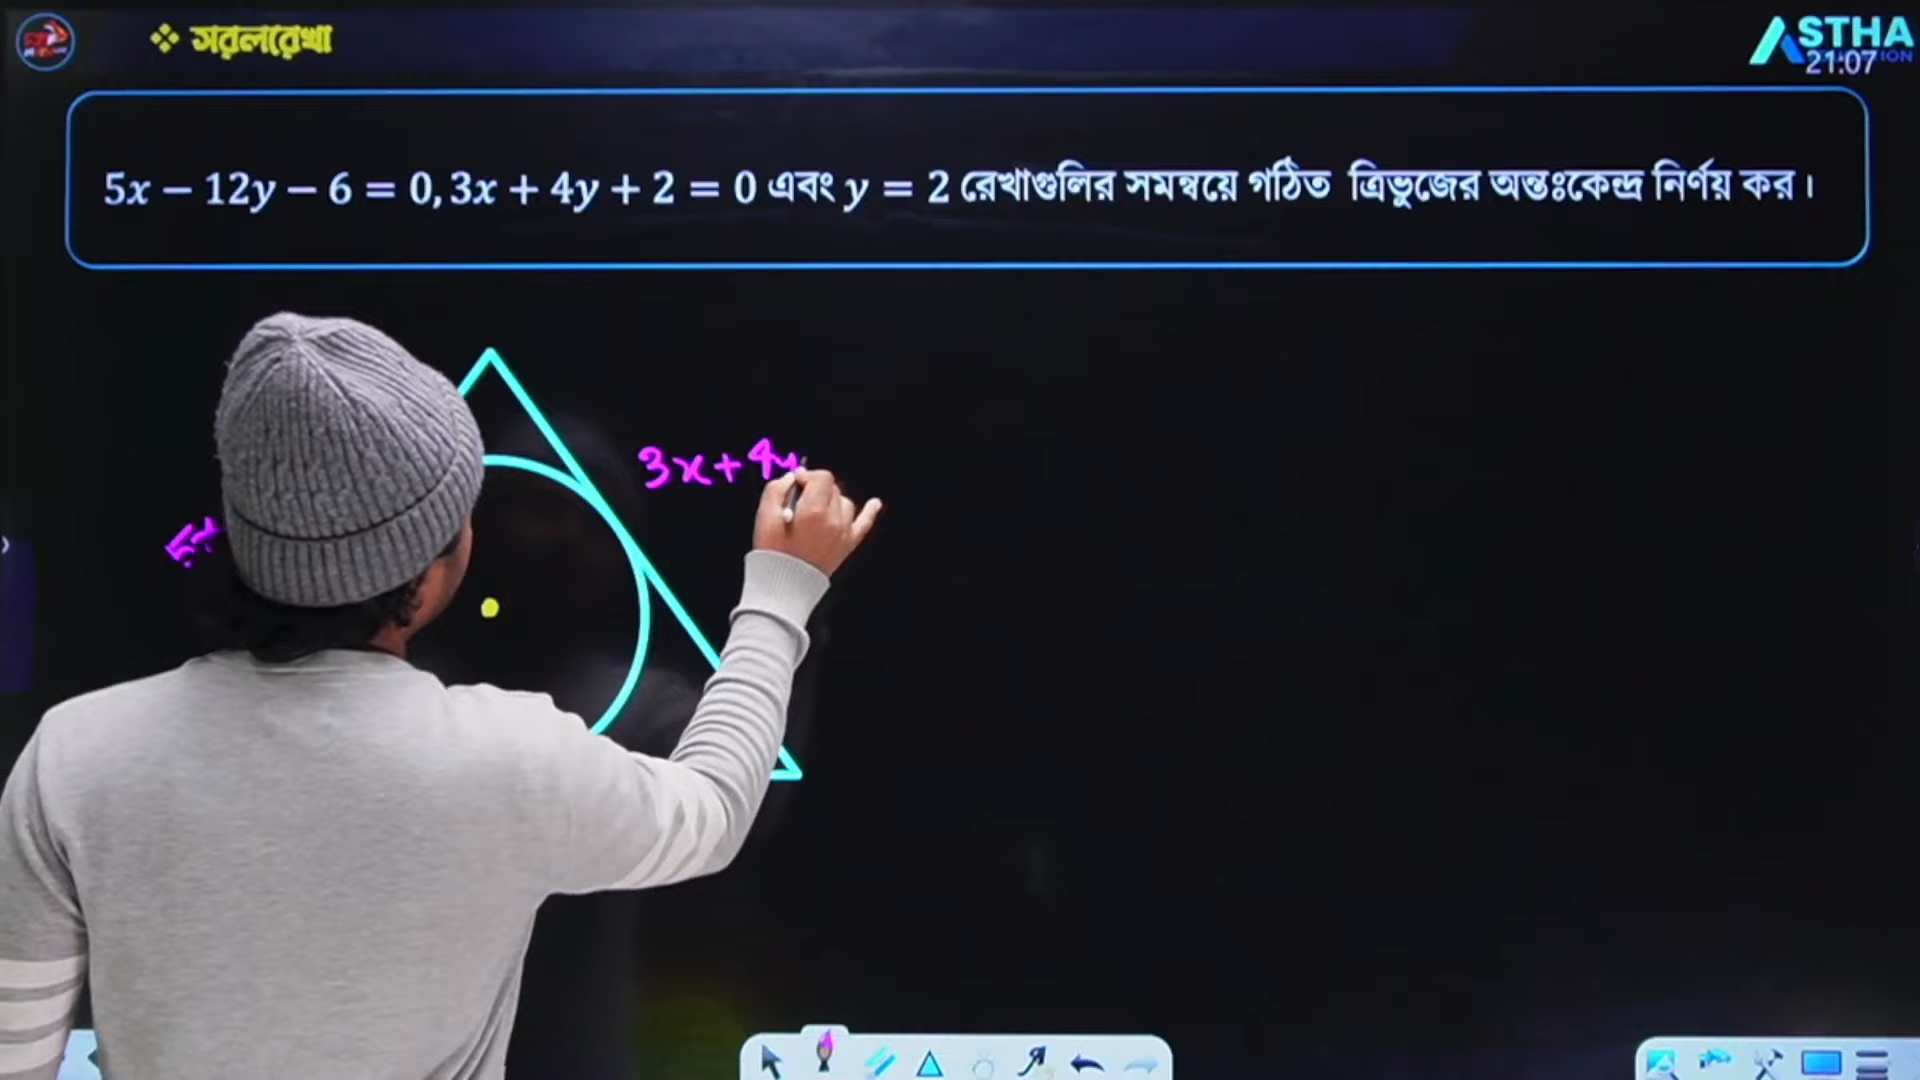 সরলরেখা
ASTHA
21:07
5x − 12y − 6 = 0, 3x + 4y + 2 = 0 এবং y = 2 রেখাগুলির সমন্বয়ে গঠিত ত্রিভুজের অন্তঃকেন্দ্র নির্ণয় কর।
3x+4y
5x